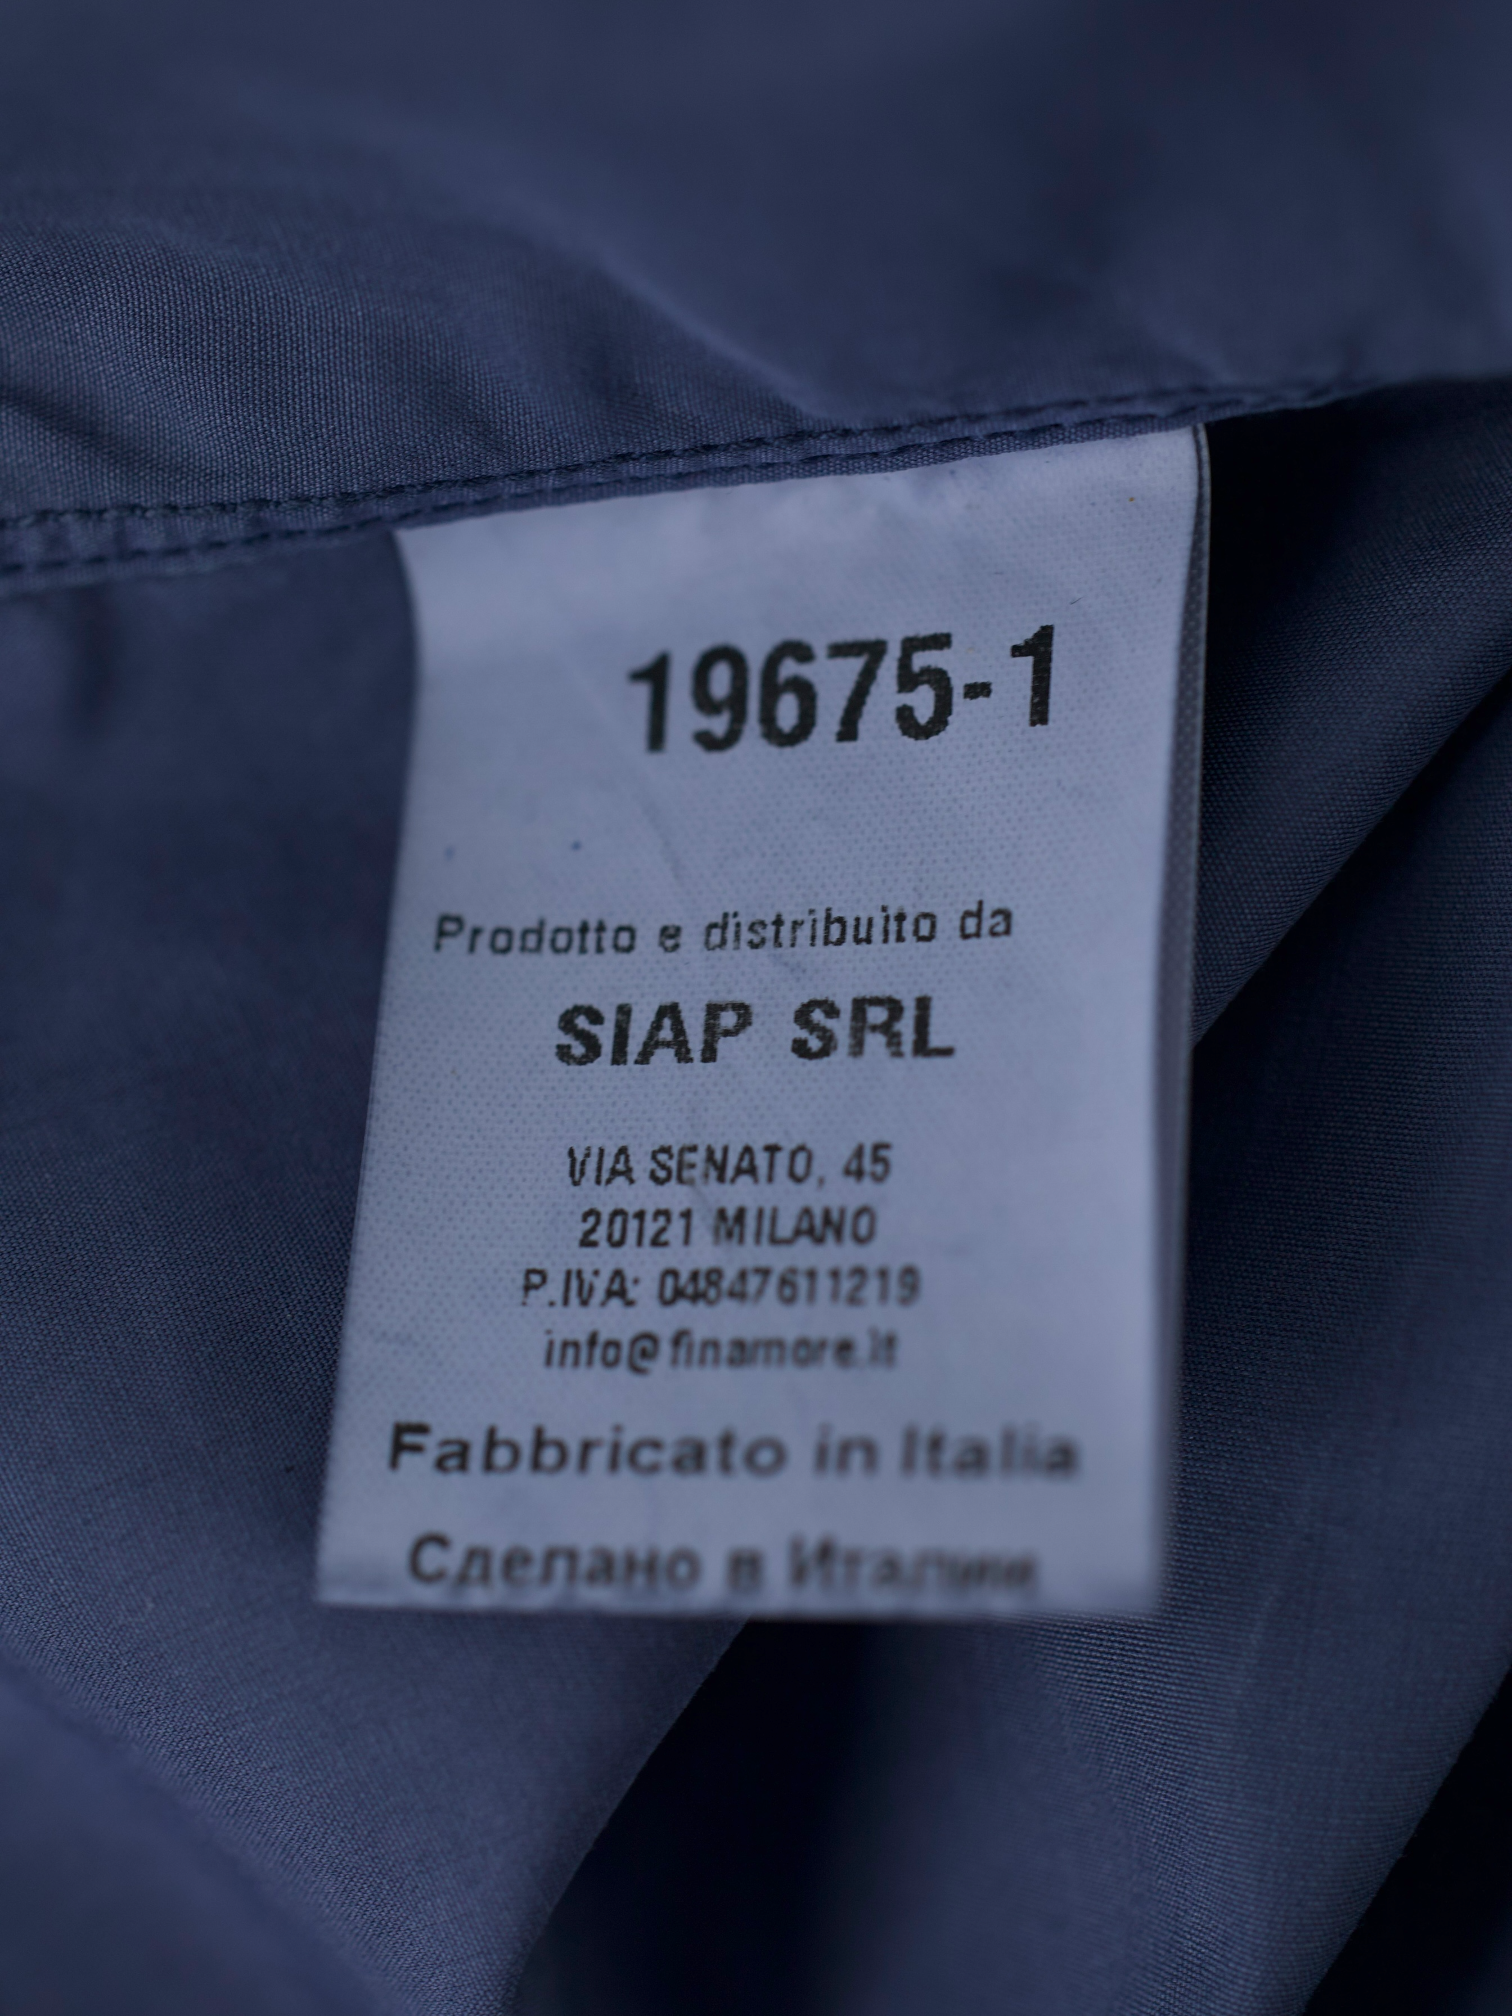 19675-1
Prodotto e distribuito da
SIAP SRL
VIA SENATO, 45
20121 MILANO
P.IVA: 04847611219
info@finamore.it
Fabbricato in Italia
Сделано в Италии